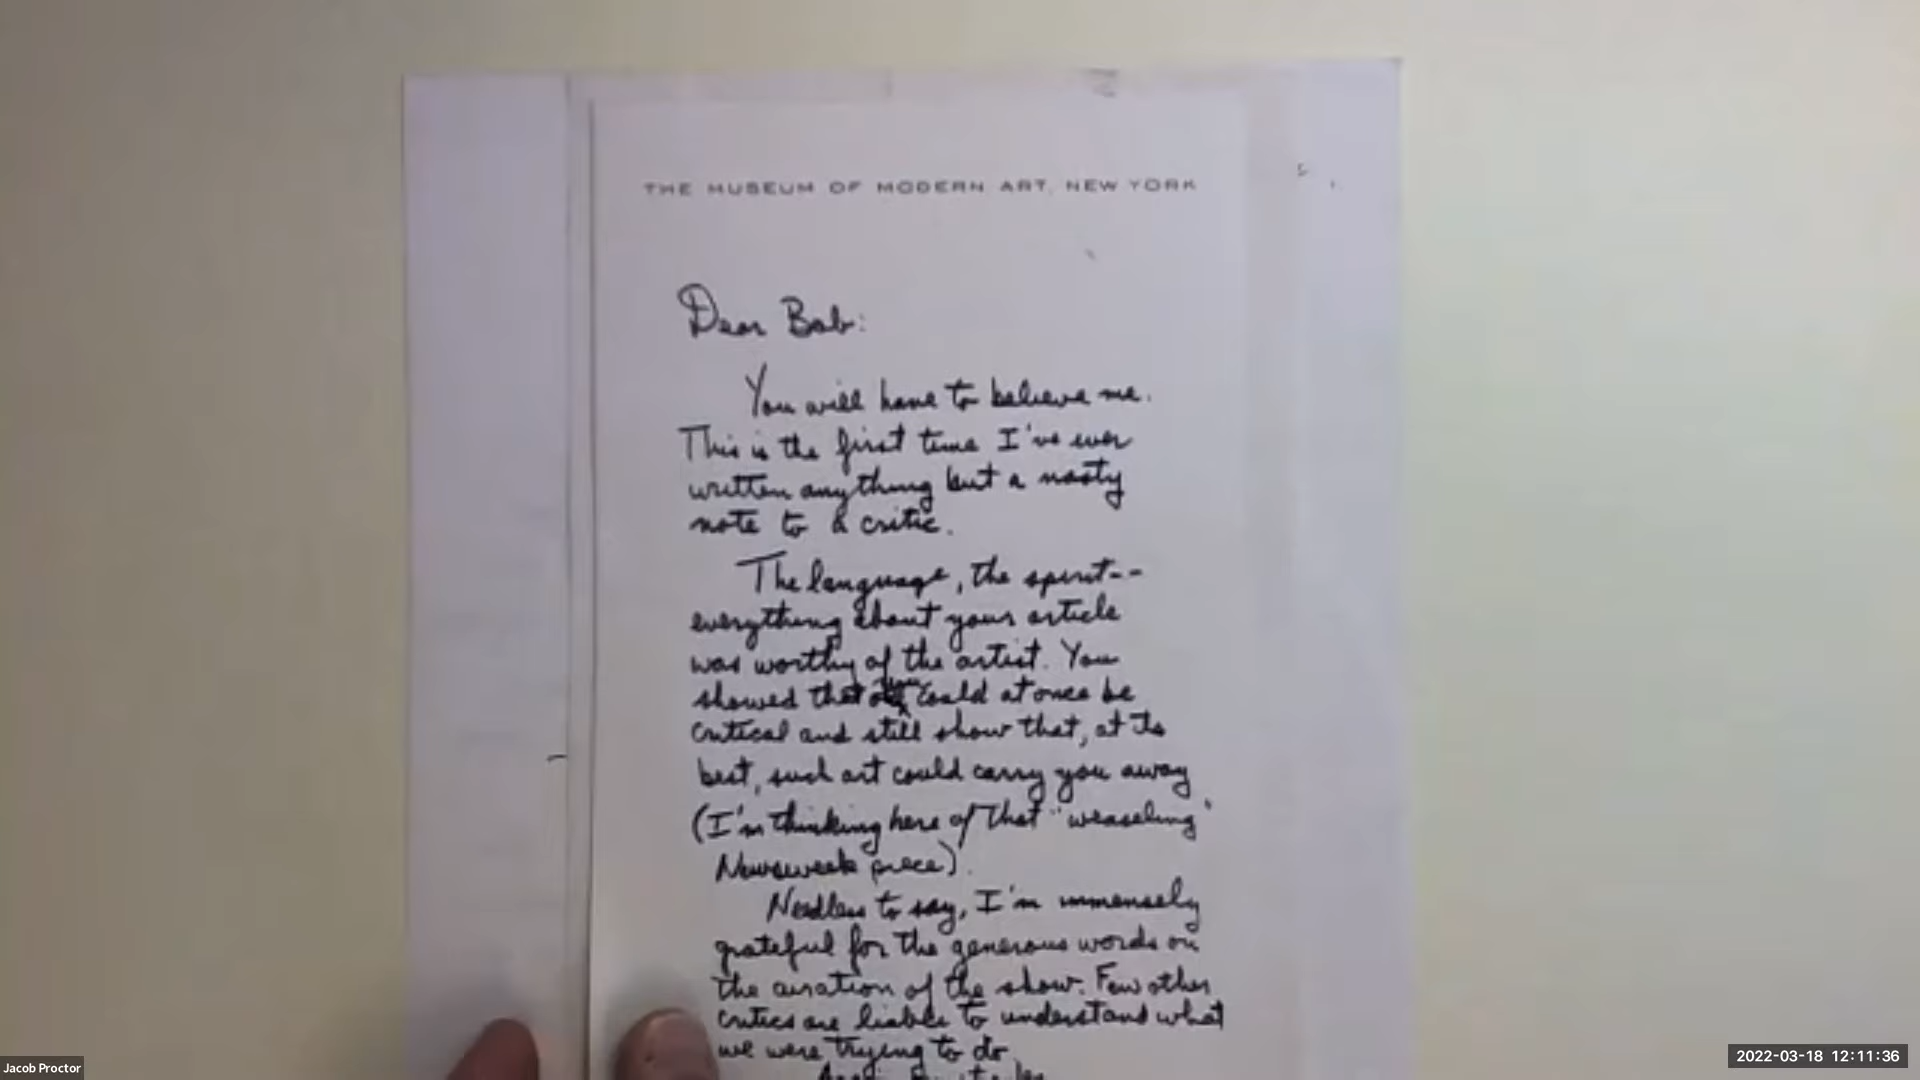 THE MUSEUM OF MODERN ART, NEW YORK
Dear Bob:
You will have to believe me.
This is the first time I've ever
written anything but a nasty
note to a critic.
The language, the spirit--
everything about your article
was worthy of the artist. You
showed that you could at once be
critical and still show that, at its
best, such art could carry you away
(I'm thinking here of that "weaseling"
Newsweek piece).
Needless to say, I'm immensely
grateful for the generous words on
the curation of the show. Few other
critics are liable to understand what
we were trying to do
Jacob Proctor
2022-03-18 12:11:36